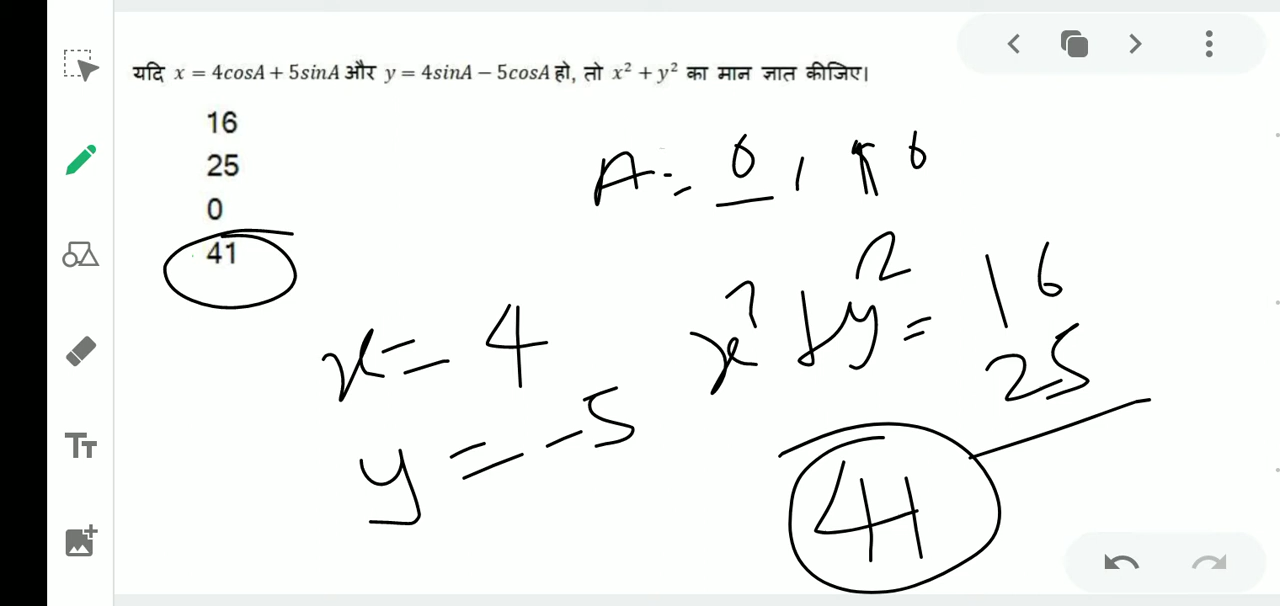 यदि x = 4cosA + 5sinA और y = 4sinA − 5cosA हो, तो x² + y² का मान ज्ञात कीजिए।
16
25
0
41
A = 0,
x = 4
y = -5
x² + y² = 16
25
41
Tт